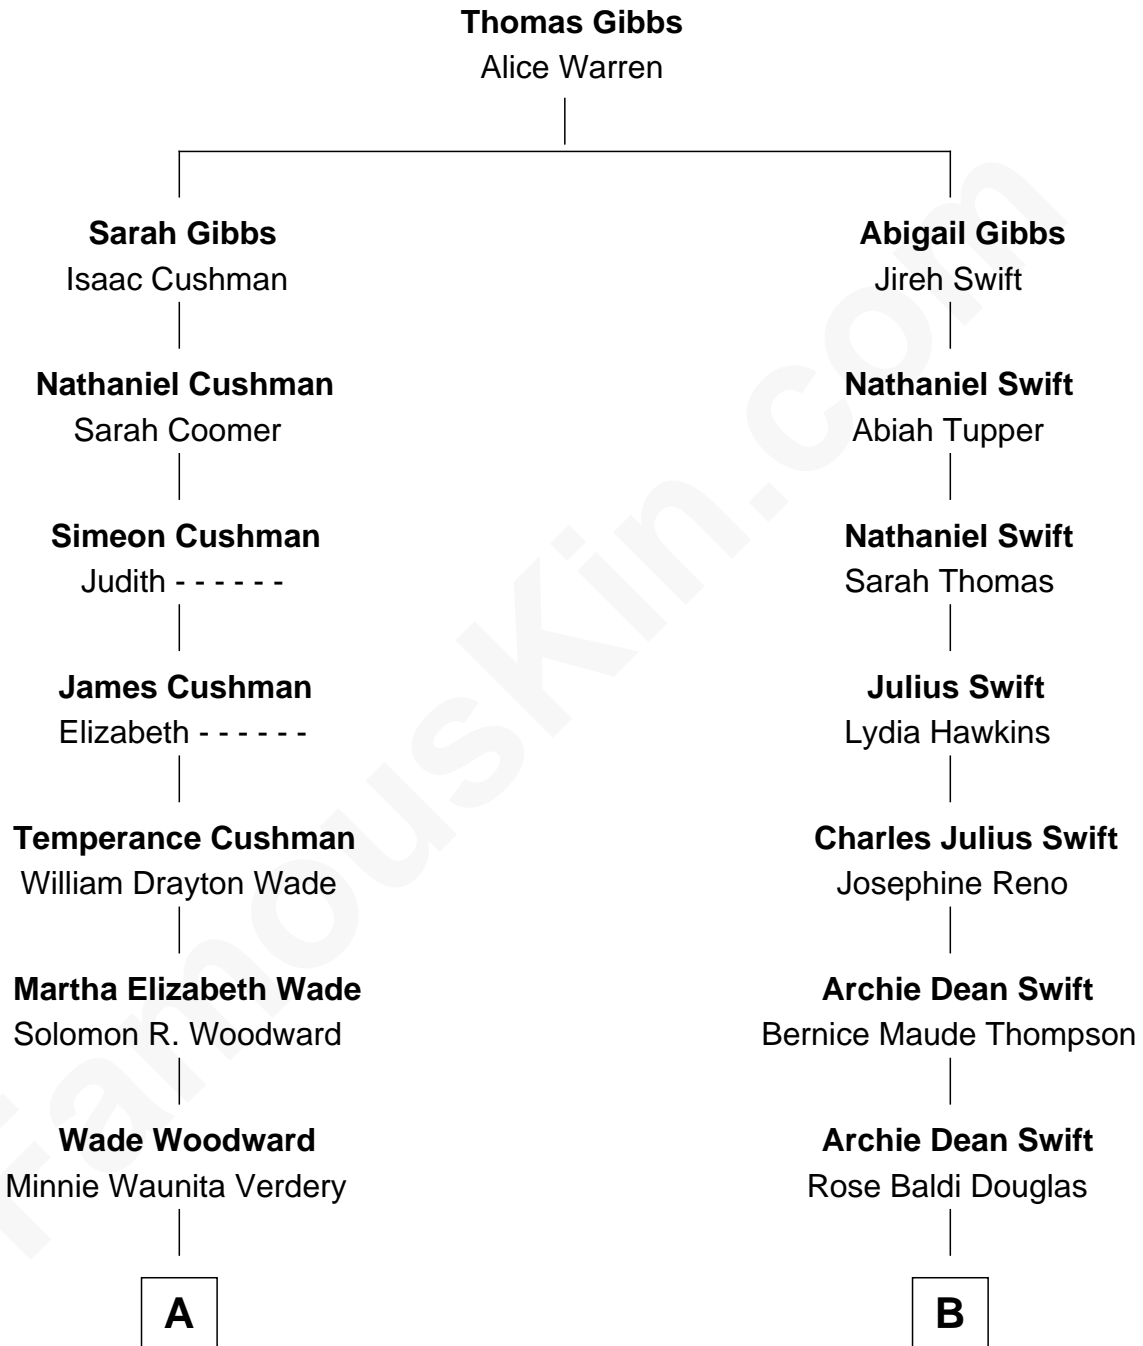 Thomas Gibbs
Alice Warren
Sarah Gibbs
Isaac Cushman
Abigail Gibbs
Jireh Swift
Nathaniel Cushman
Sarah Coomer
Nathaniel Swift
Abiah Tupper
Simeon Cushman
Judith - - - - - -
Nathaniel Swift
Sarah Thomas
James Cushman
Elizabeth - - - - - -
Julius Swift
Lydia Hawkins
Temperance Cushman
William Drayton Wade
Charles Julius Swift
Josephine Reno
Martha Elizabeth Wade
Solomon R. Woodward
Archie Dean Swift
Bernice Maude Thompson
Wade Woodward
Minnie Waunita Verdery
Archie Dean Swift
Rose Baldi Douglas
A
B
FamousKin.com